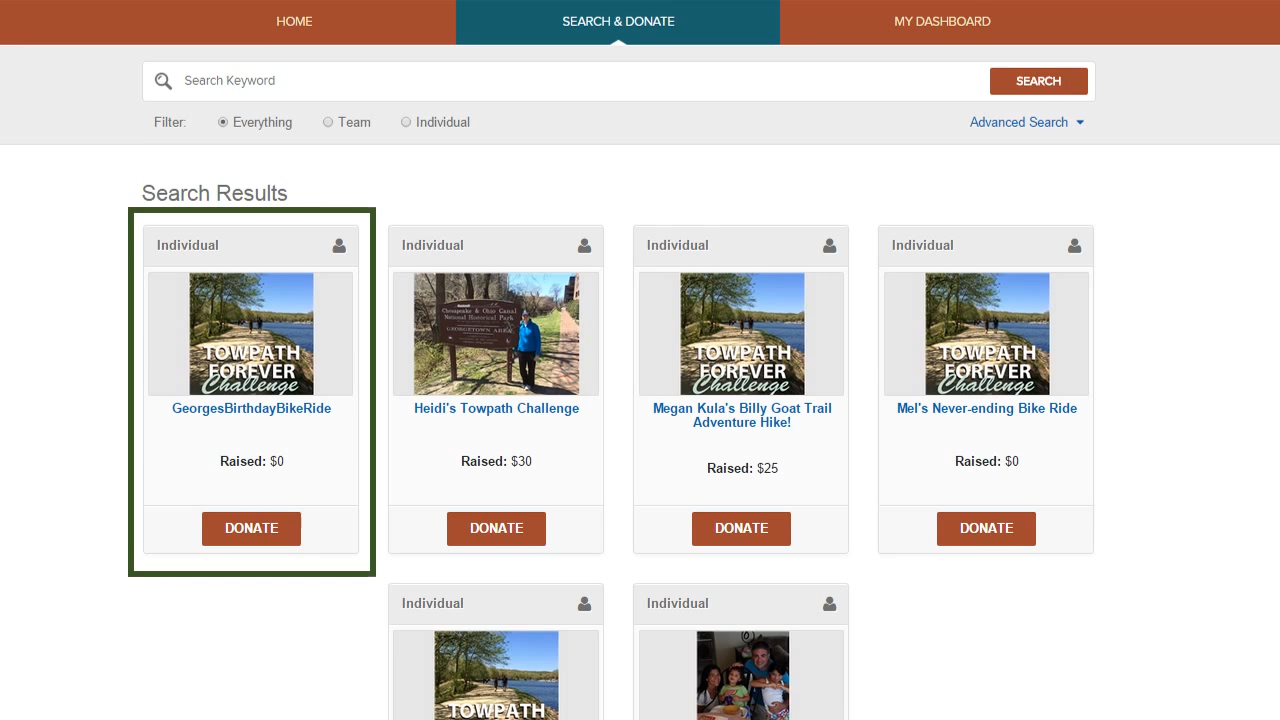 HOME
SEARCH & DONATE
MY DASHBOARD
Search Keyword
SEARCH
Filter:
Everything
Team
Individual
Advanced Search
Search Results
Individual
TOWPATH
FOREVER
Challenge
GeorgesBirthdayBikeRide
Raised: $0
DONATE
Individual
Chesapeake & Ohio Canal
National Historical Park
GEORGETOWN AREA
Heidi's Towpath Challenge
Raised: $30
DONATE
Individual
TOWPATH
FOREVER
Challenge
Megan Kula's Billy Goat Trail
Adventure Hike!
Raised: $25
DONATE
Individual
TOWPATH
FOREVER
Challenge
Mel's Never-ending Bike Ride
Raised: $0
DONATE
Individual
TOWPATH
Individual